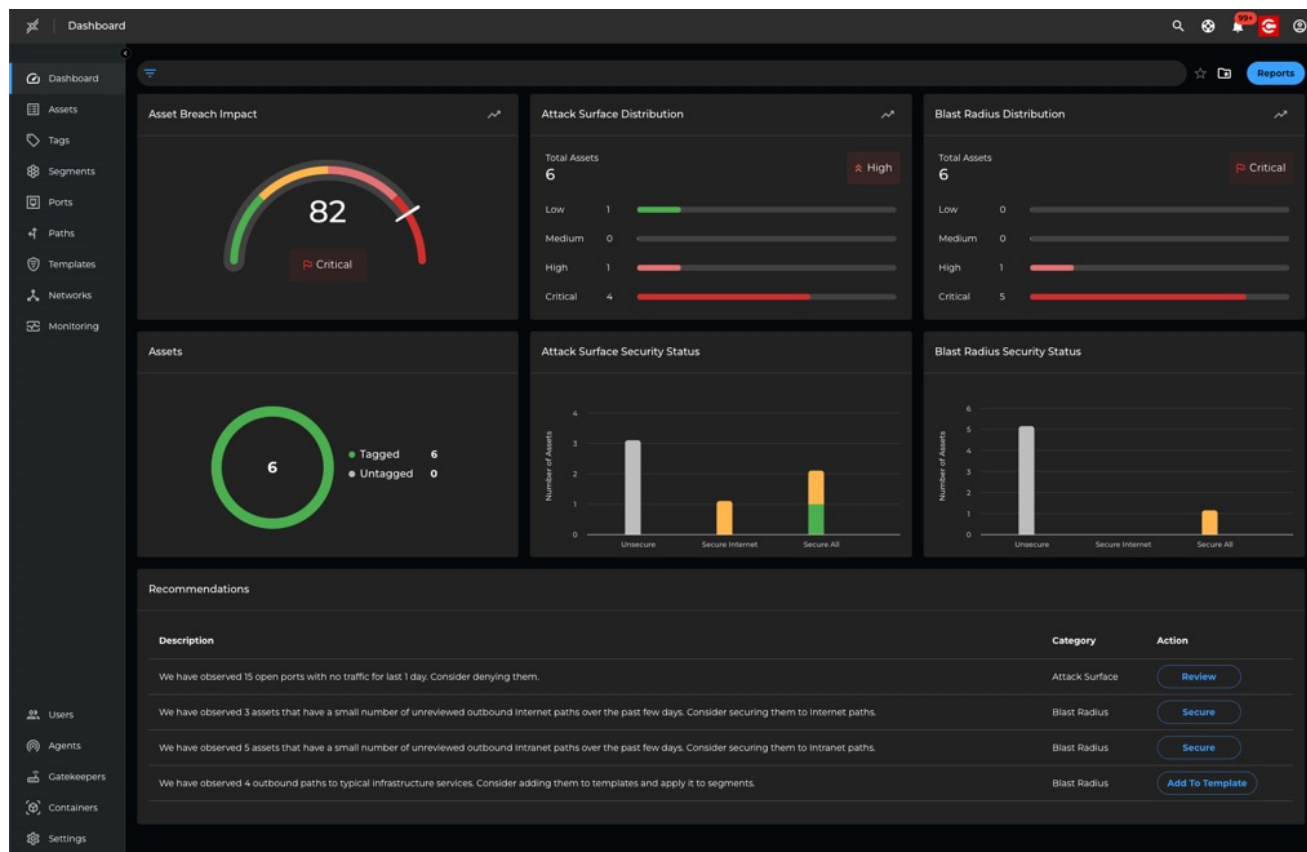 Dashboard
99+
Dashboard
Assets
Tags
Segments
Ports
Paths
Templates
Networks
Monitoring
Users
Agents
Gatekeepers
Containers
Settings
Reports
Asset Breach Impact
82
Critical
Attack Surface Distribution
Total Assets
6
High
Low 1
Medium 0
High 1
Critical 4
Blast Radius Distribution
Total Assets
6
Critical
Low 0
Medium 0
High 1
Critical 5
Assets
6
Tagged 6
Untagged 0
Attack Surface Security Status
Number of Assets
4
3
2
1
0
Unsecure Secure Internet Secure All
Blast Radius Security Status
Number of Assets
6
5
4
3
2
1
0
Unsecure Secure Internet Secure All
Recommendations
Description Category Action
We have observed 15 open ports with no traffic for last 1 day. Consider denying them. Attack Surface Review
We have observed 3 assets that have a small number of unreviewed outbound Internet paths over the past few days. Consider securing them to Internet paths. Blast Radius Secure
We have observed 5 assets that have a small number of unreviewed outbound Intranet paths over the past few days. Consider securing them to Intranet paths. Blast Radius Secure
We have observed 4 outbound paths to typical infrastructure services. Consider adding them to templates and apply it to segments. Blast Radius Add To Template